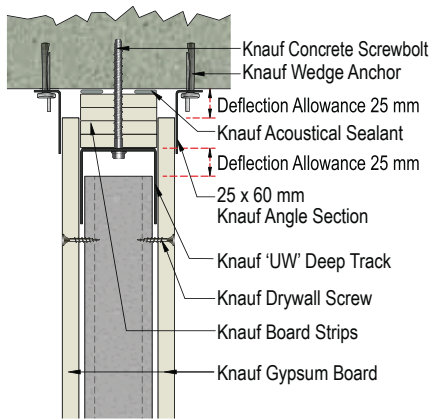 Knauf Concrete Screwbolt
Knauf Wedge Anchor
Deflection Allowance 25 mm
Knauf Acoustical Sealant
Deflection Allowance 25 mm
25 x 60 mm
Knauf Angle Section
Knauf ‘UW’ Deep Track
Knauf Drywall Screw
Knauf Board Strips
Knauf Gypsum Board